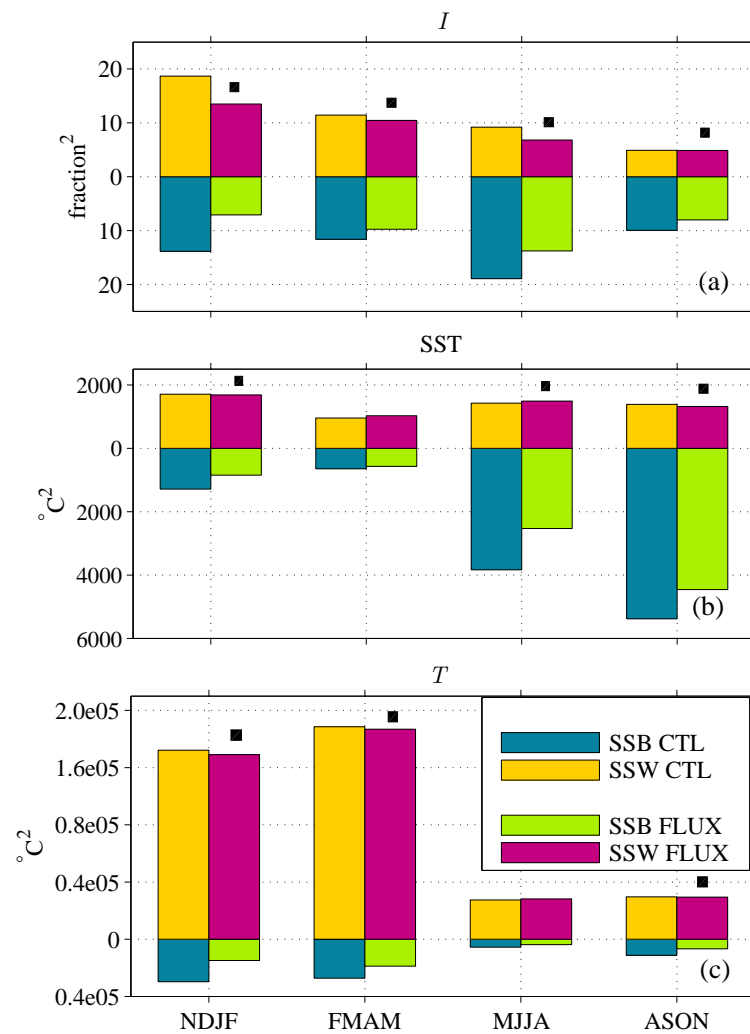 I
20
10
0
10
20
fraction²
(a)
SST
2000
0
2000
4000
6000
°C²
(b)
T
2.0e05
1.6e05
0.8e05
0.4e05
0
0.4e05
°C²
SSB CTL
SSW CTL
SSB FLUX
SSW FLUX
(c)
NDJF FMAM MJJA ASON